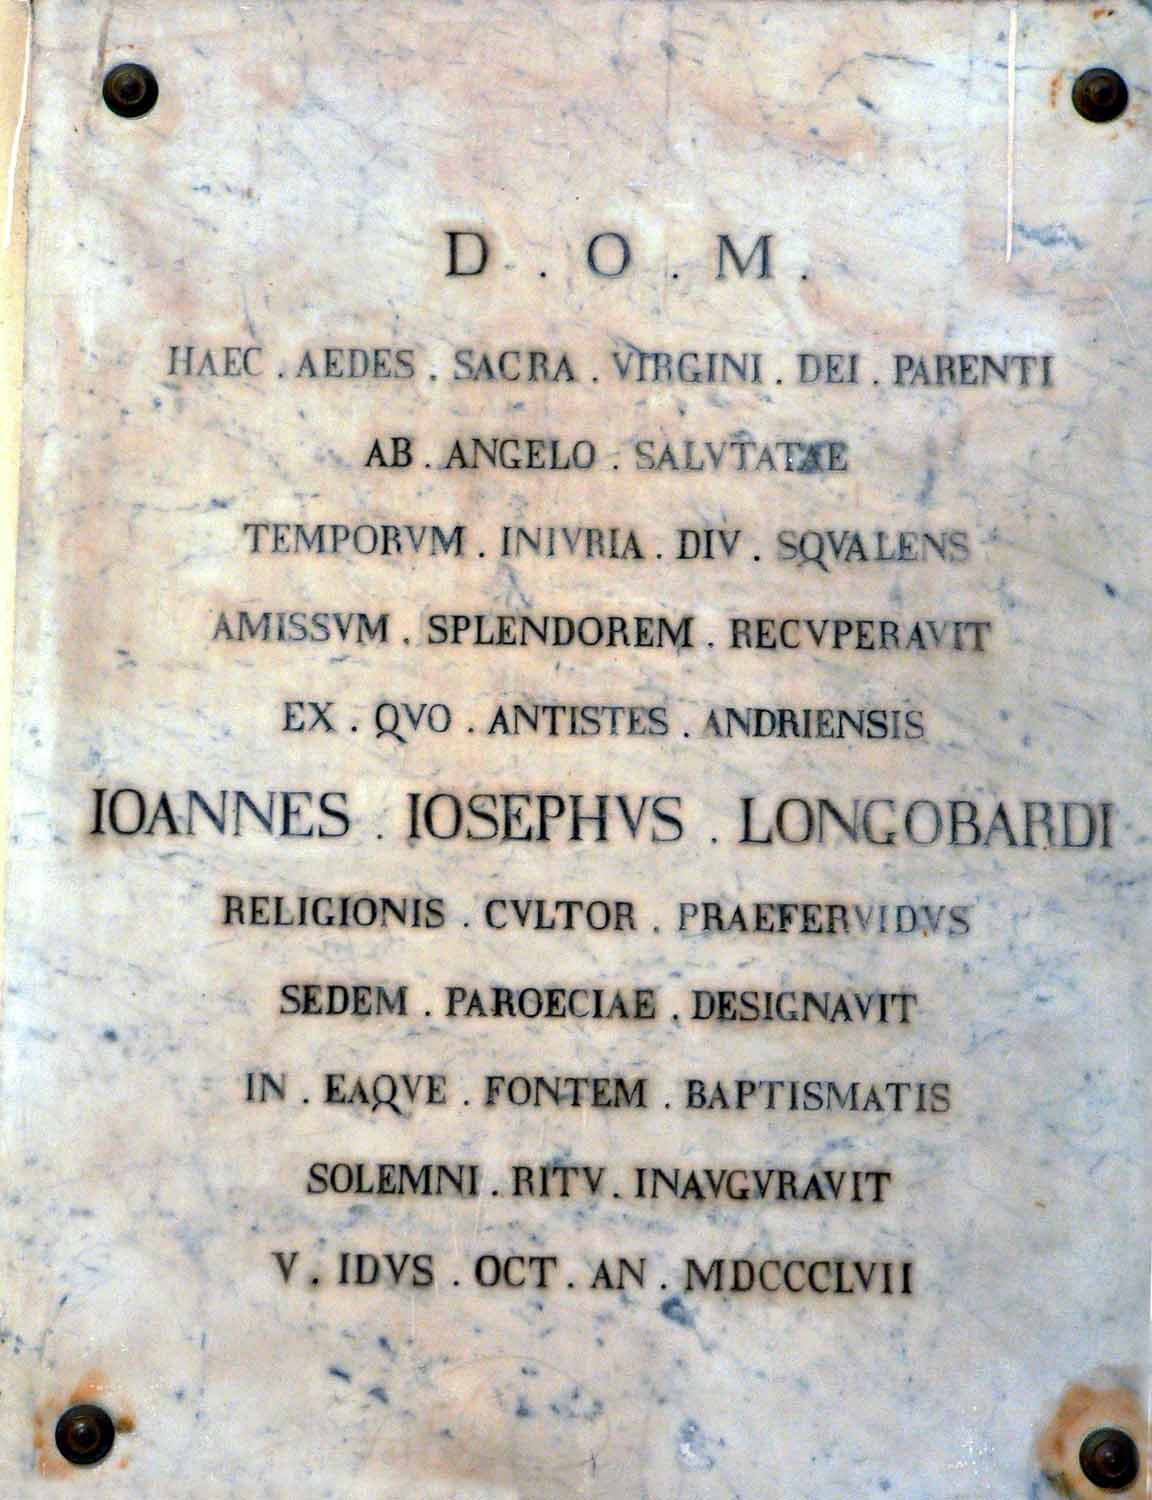 D . O . M .
HAEC . AEDES . SACRA . VIRGINI . DEI . PARENTI
AB . ANGELO . SALVTATAE
TEMPORVM . INIVRIA . DIV . SQVALENS
AMISSVM . SPLENDOREM . RECVPERAVIT
EX . QVO . ANTISTES . ANDRIENSIS
IOANNES . IOSEPHVS . LONGOBARDI
RELIGIONIS . CVLTOR . PRAEFERVIDVS
SEDEM . PAROECIAE . DESIGNAVIT
IN . EAQVE . FONTEM . BAPTISMATIS
SOLEMNI . RITV . INAVGVRAVIT
V . IDVS . OCT . AN . MDCCCLVII